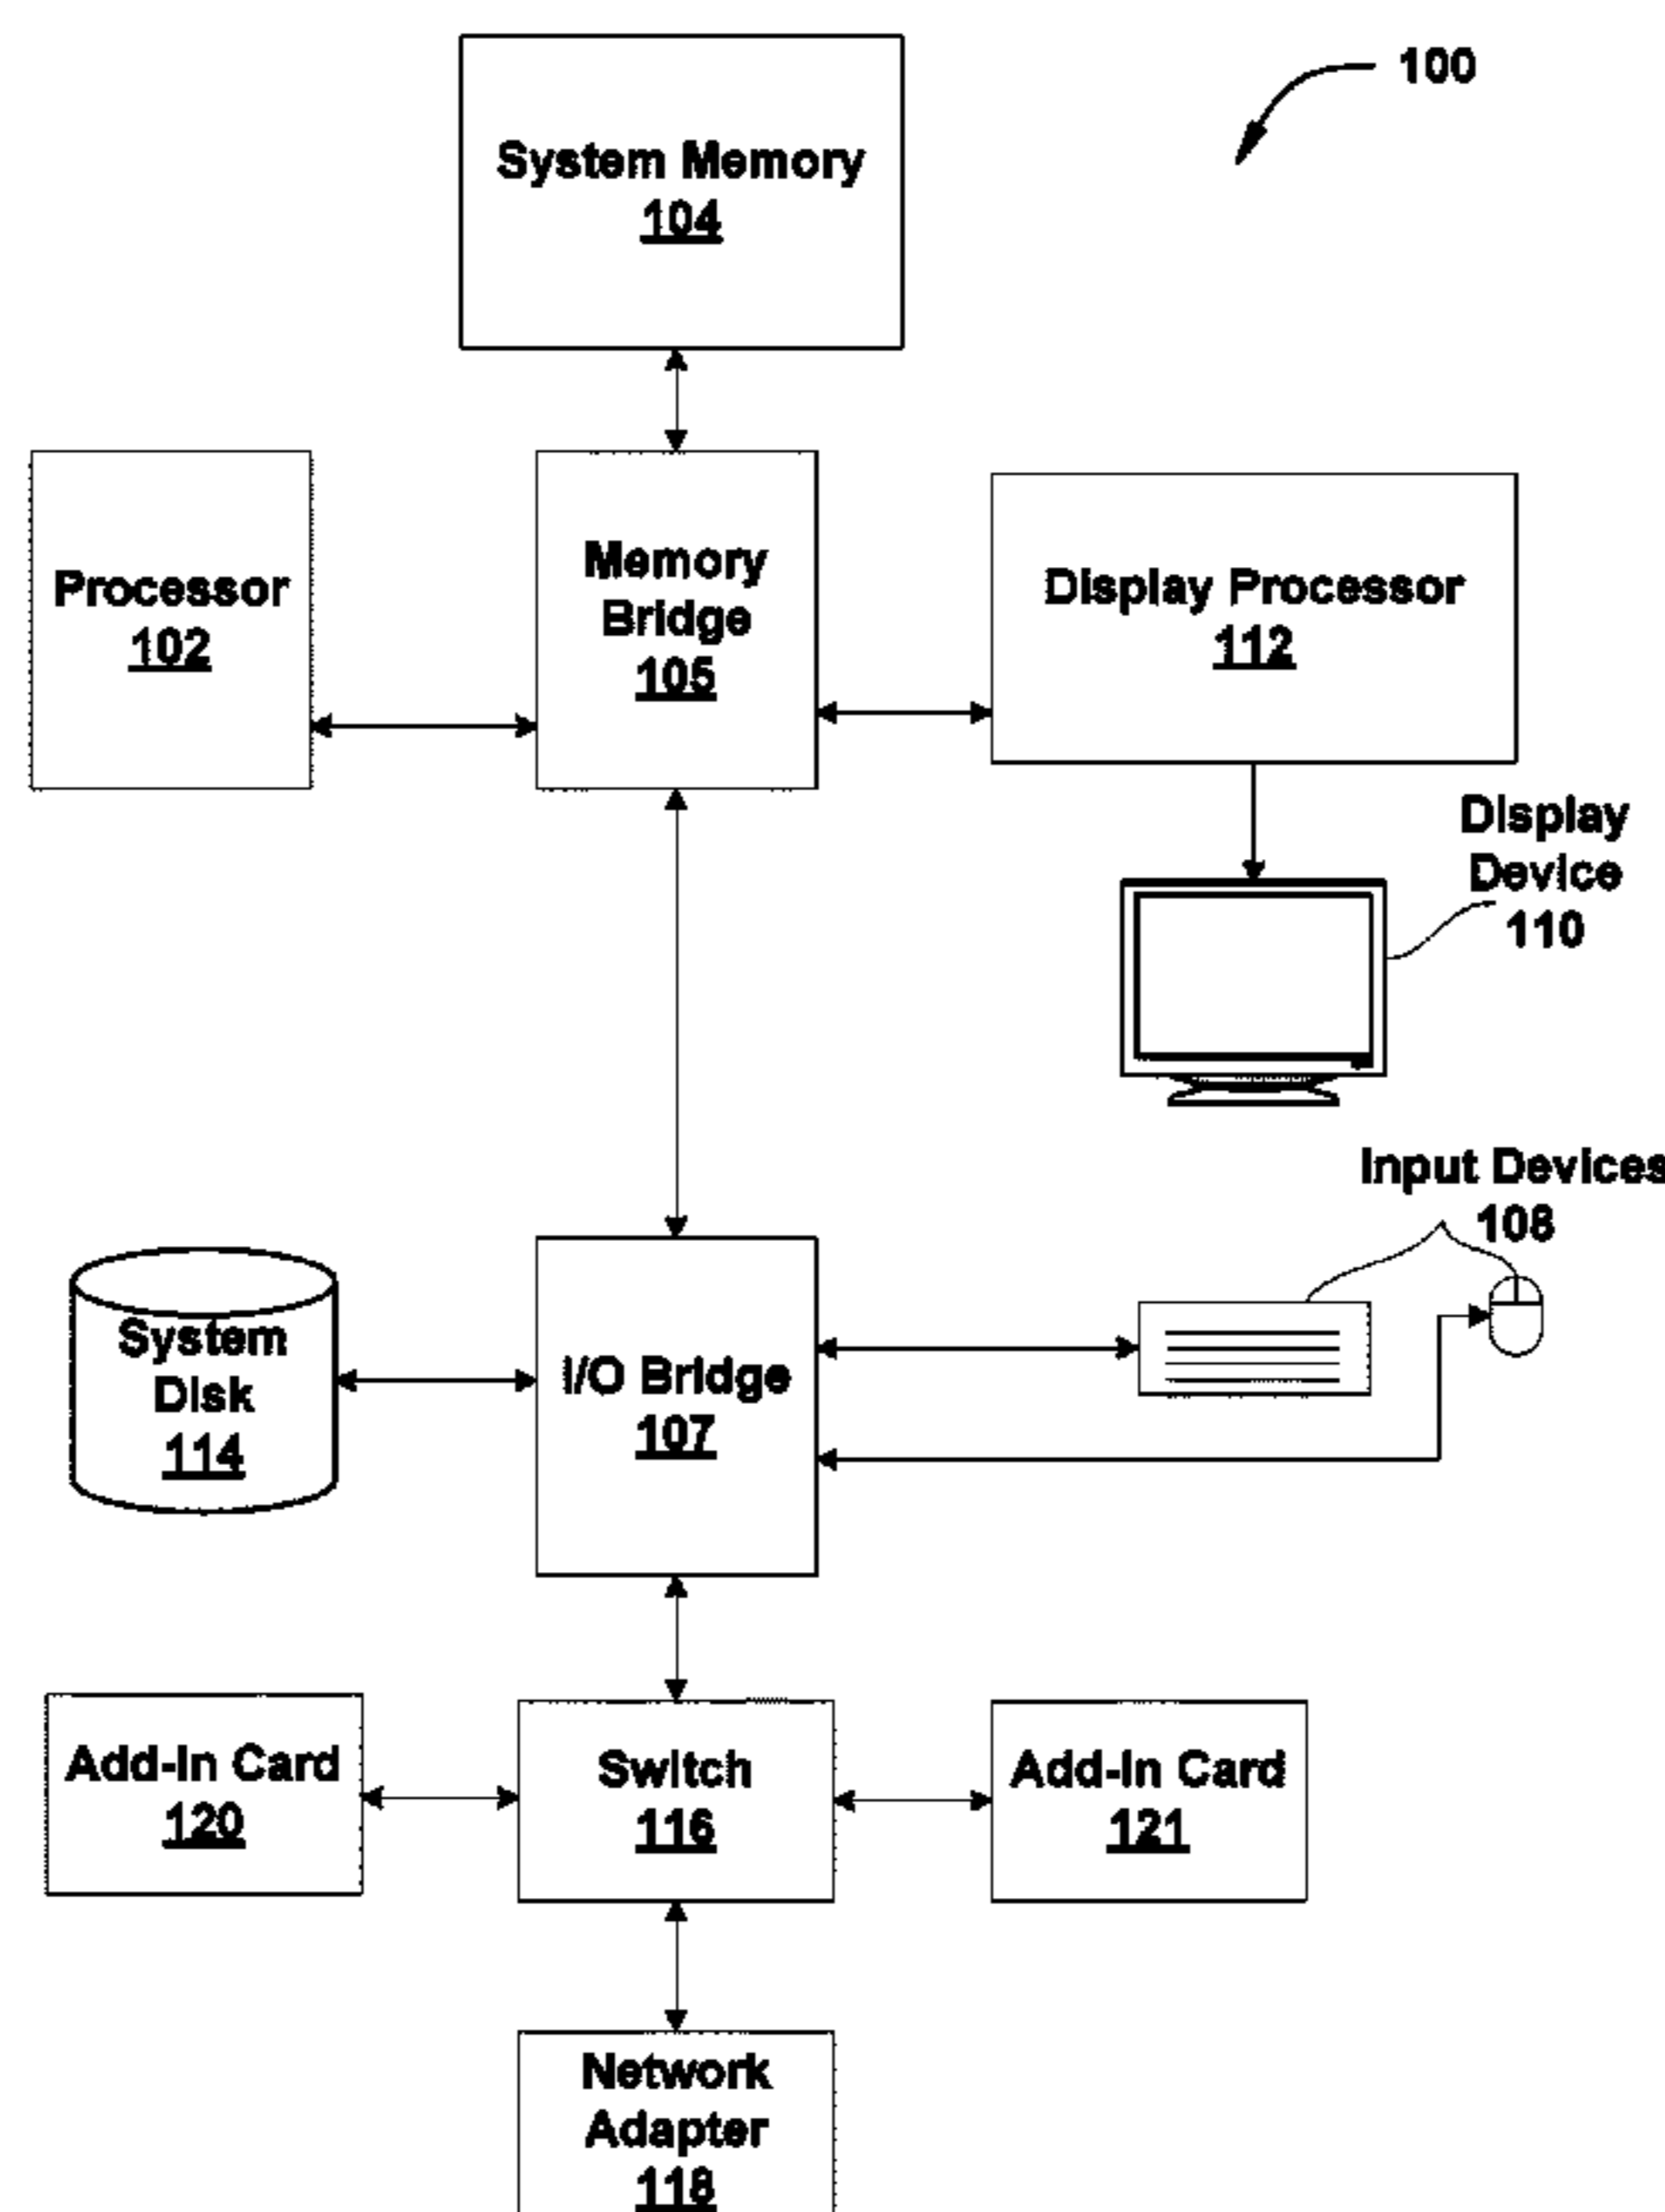 100
System Memory
104
Processor
102
Memory
Bridge
105
Display Processor
112
Display
Device
110
Input Devices
108
System
Disk
114
I/O Bridge
107
Add-In Card
120
Switch
116
Add-In Card
121
Network
Adapter
118